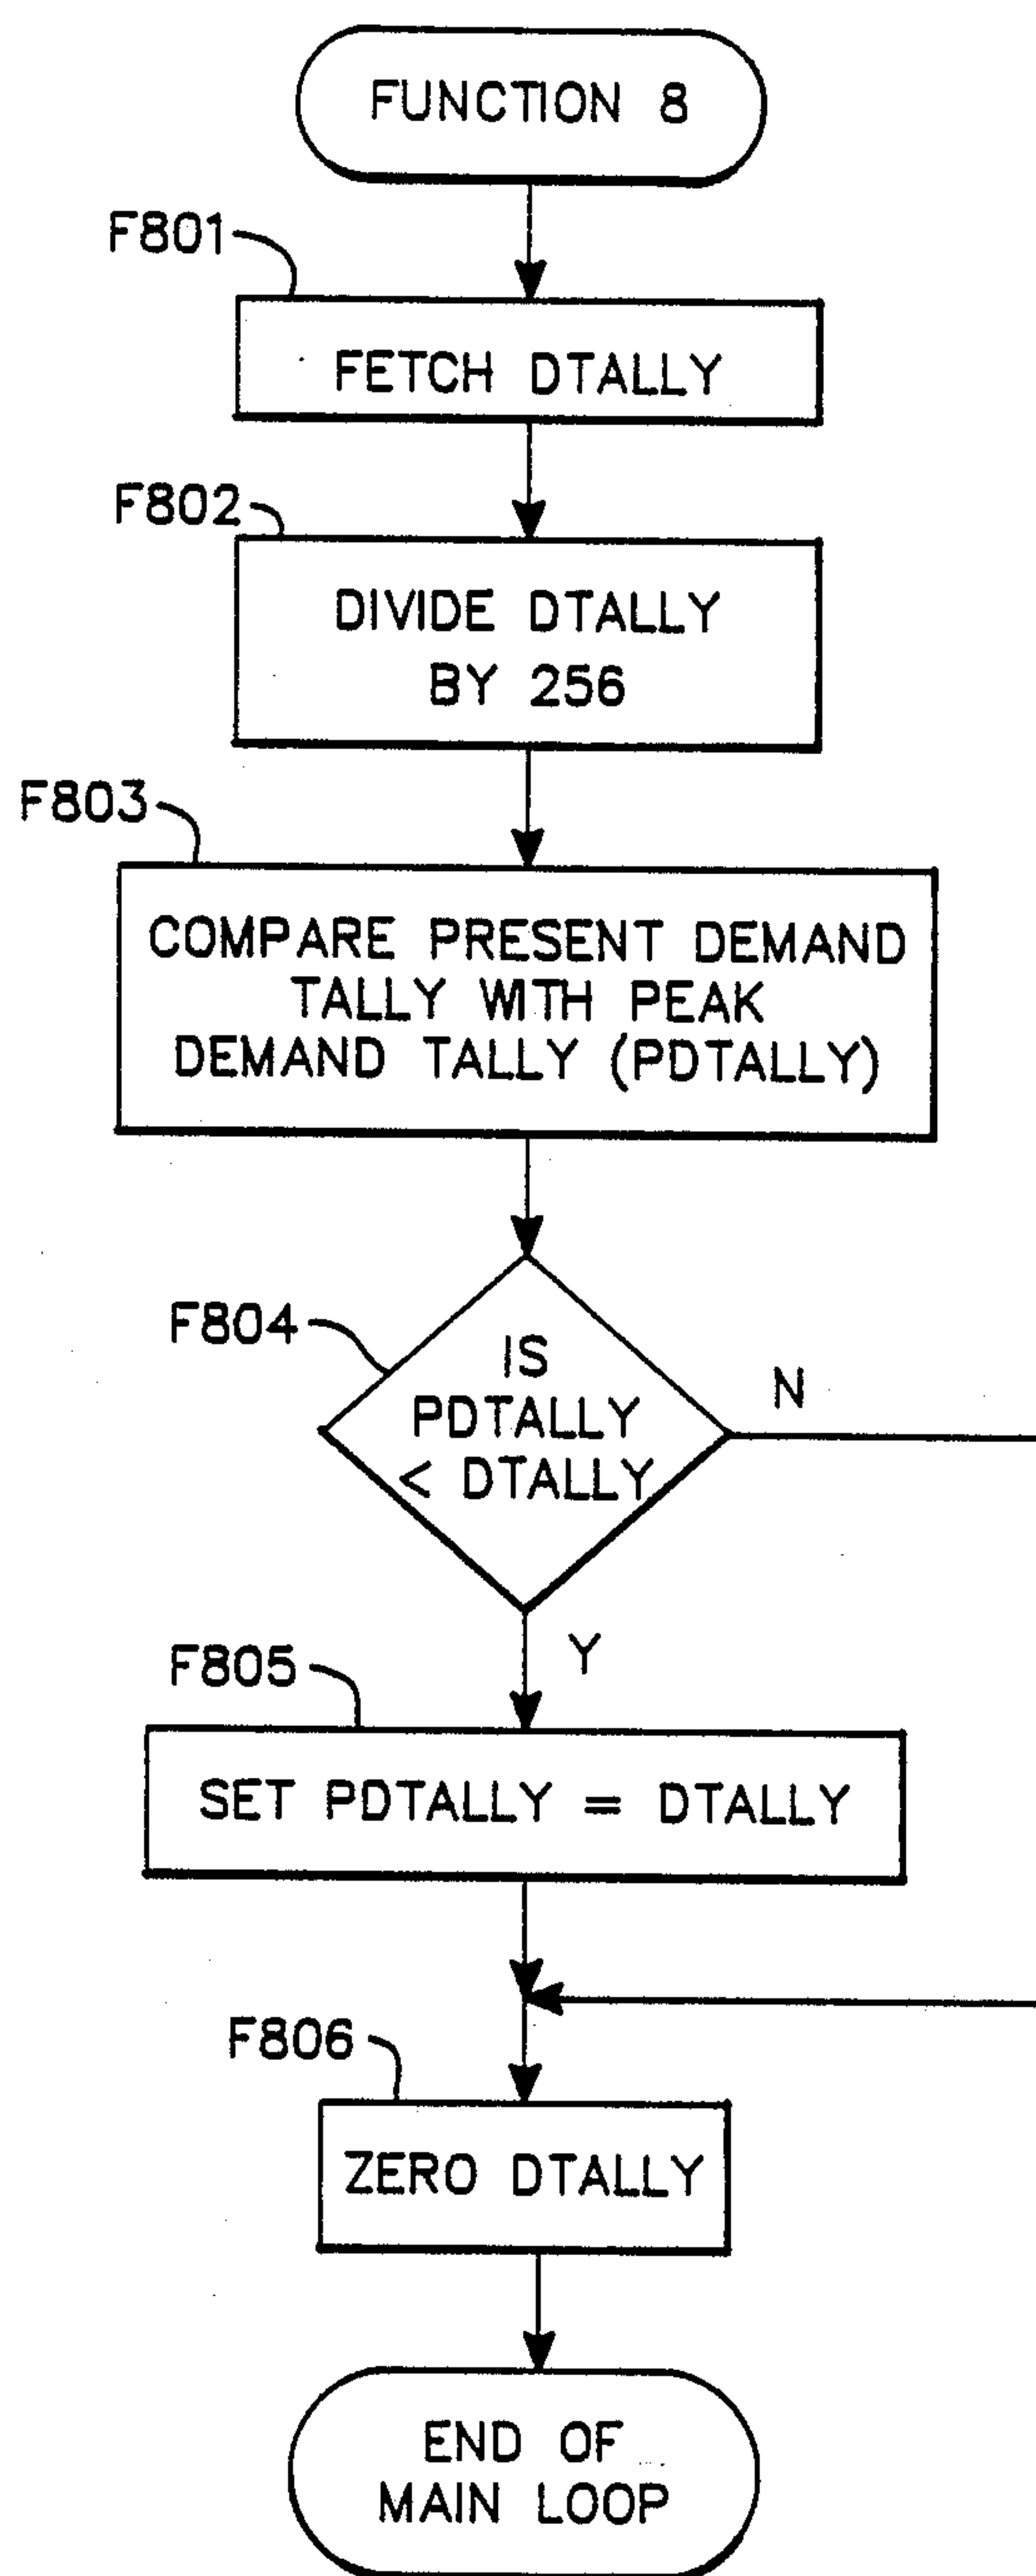 FUNCTION 8
F801
FETCH DTALLY
F802
DIVIDE DTALLY
BY 256
F803
COMPARE PRESENT DEMAND
TALLY WITH PEAK
DEMAND TALLY (PDTALLY)
F804
IS
PDTALLY
< DTALLY
N
Y
F805
SET PDTALLY = DTALLY
F806
ZERO DTALLY
END OF
MAIN LOOP